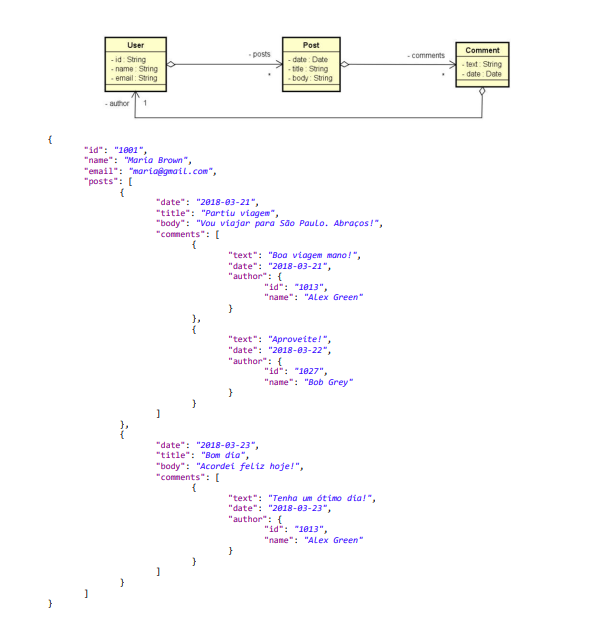 User
- id : String
- name : String
- email : String
- posts
*
Post
- date : Date
- title : String
- body : String
- comments
*
Comment
- text : String
- date : Date
- author
1
{
"id": "1001",
"name": "Maria Brown",
"email": "maria@gmail.com",
"posts": [
{
"date": "2018-03-21",
"title": "Partiu viagem",
"body": "Vou viajar para São Paulo. Abraços!",
"comments": [
{
"text": "Boa viagem mano!",
"date": "2018-03-21",
"author": {
"id": "1013",
"name": "Alex Green"
}
},
{
"text": "Aproveite!",
"date": "2018-03-22",
"author": {
"id": "1027",
"name": "Bob Grey"
}
}
]
},
{
"date": "2018-03-23",
"title": "Bom dia",
"body": "Acordei feliz hoje!",
"comments": [
{
"text": "Tenha um ótimo dia!",
"date": "2018-03-23",
"author": {
"id": "1013",
"name": "Alex Green"
}
}
]
}
]
}